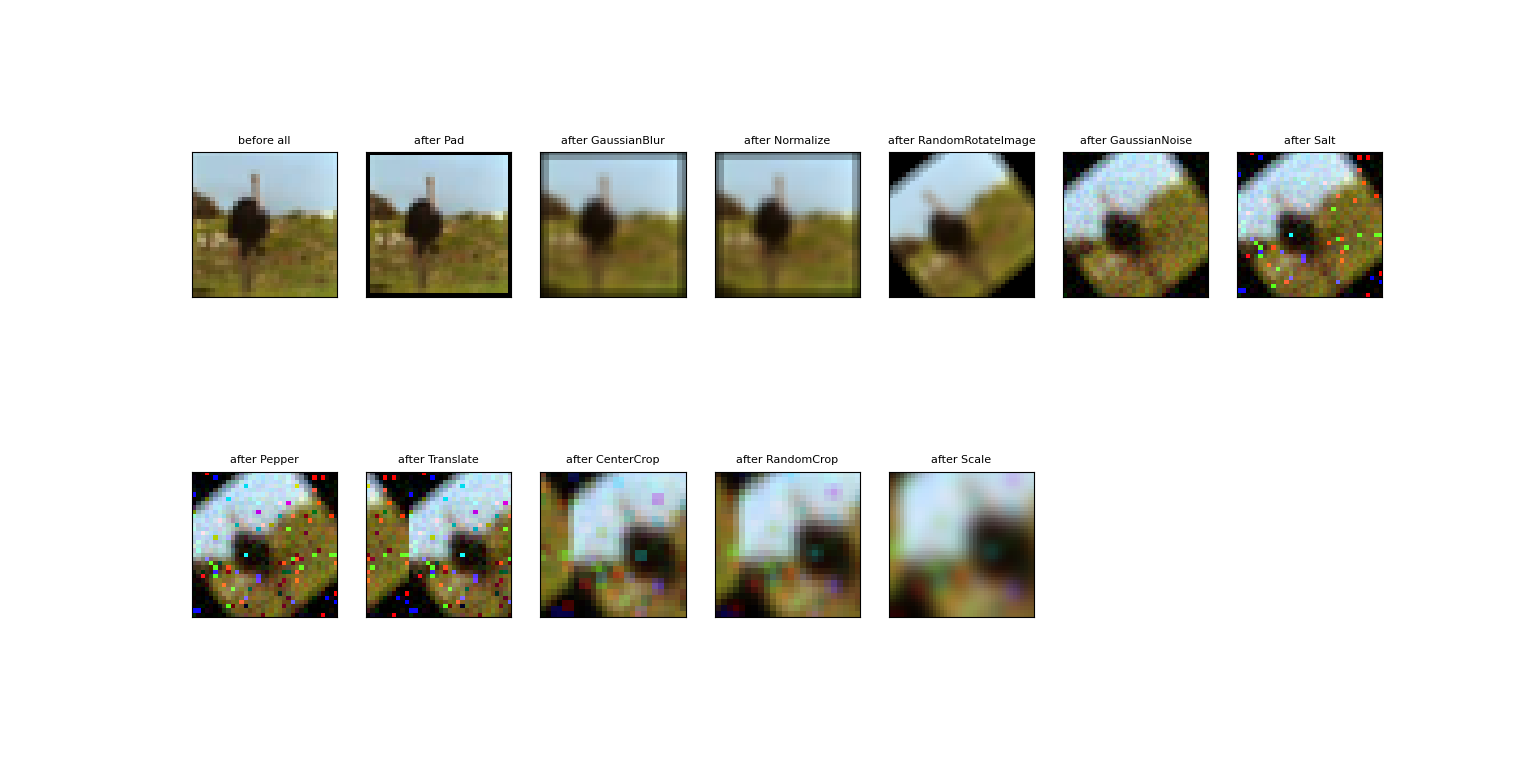 before all
after Pad
after GaussianBlur
after Normalize
after RandomRotateImage
after GaussianNoise
after Salt
after Pepper
after Translate
after CenterCrop
after RandomCrop
after Scale